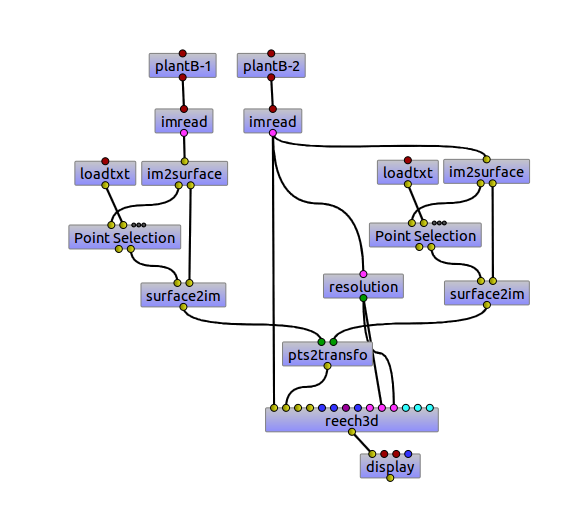 plantB-1
plantB-2
imread
imread
loadtxt
im2surface
loadtxt
im2surface
Point Selection
Point Selection
resolution
surface2im
surface2im
pts2transfo
reech3d
display